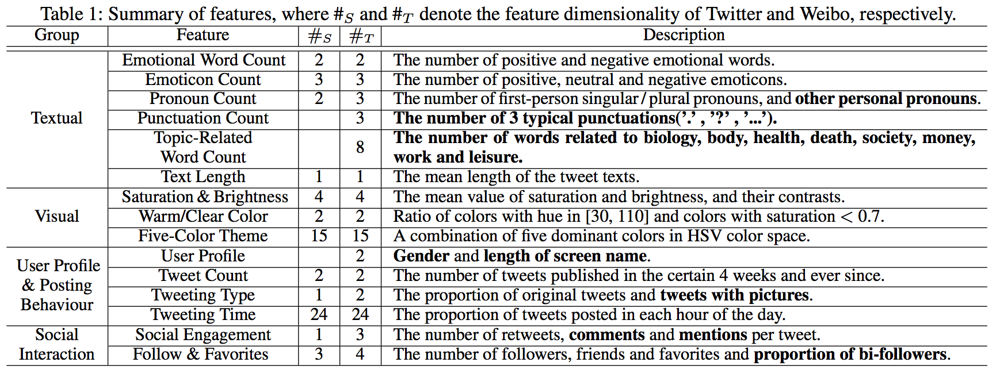 Table 1: Summary of features, where #S and #T denote the feature dimensionality of Twitter and Weibo, respectively.
Group Feature #S #T Description
Textual
Emotional Word Count 2 2 The number of positive and negative emotional words.
Emoticon Count 3 3 The number of positive, neutral and negative emoticons.
Pronoun Count 2 3 The number of first-person singular / plural pronouns, and other personal pronouns.
Punctuation Count 3 The number of 3 typical punctuations('.' , '?' , '...').
Topic-Related
Word Count
8
The number of words related to biology, body, health, death, society, money,
work and leisure.
Text Length 1 1 The mean length of the tweet texts.
Visual
Saturation & Brightness 4 4 The mean value of saturation and brightness, and their contrasts.
Warm/Clear Color 2 2 Ratio of colors with hue in [30, 110] and colors with saturation < 0.7.
Five-Color Theme 15 15 A combination of five dominant colors in HSV color space.
User Profile
& Posting
Behaviour
User Profile 2 Gender and length of screen name.
Tweet Count 2 2 The number of tweets published in the certain 4 weeks and ever since.
Tweeting Type 1 2 The proportion of original tweets and tweets with pictures.
Tweeting Time 24 24 The proportion of tweets posted in each hour of the day.
Social
Interaction
Social Engagement 1 3 The number of retweets, comments and mentions per tweet.
Follow & Favorites 3 4 The number of followers, friends and favorites and proportion of bi-followers.